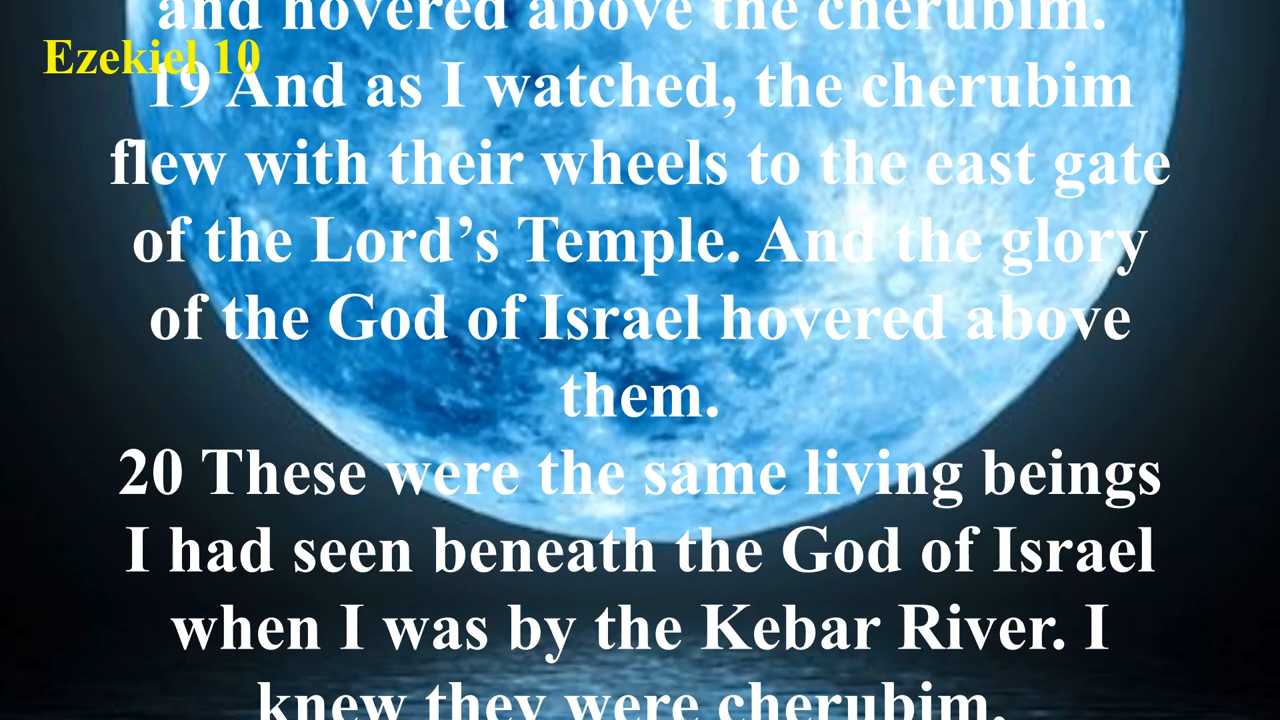 and hovered above the cherubim.
Ezekiel 10
19 And as I watched, the cherubim
flew with their wheels to the east gate
of the Lord’s Temple. And the glory
of the God of Israel hovered above
them.
20 These were the same living beings
I had seen beneath the God of Israel
when I was by the Kebar River. I
knew they were cherubim,